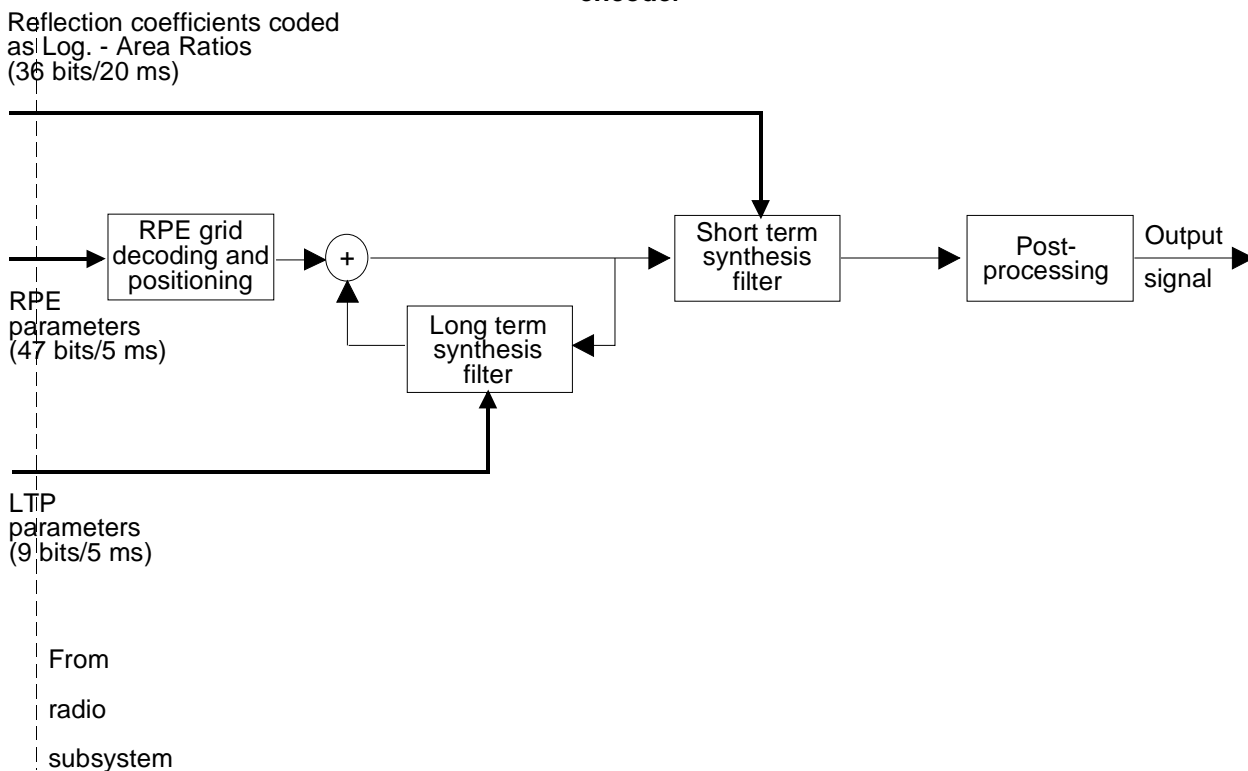 Reflection coefficients coded
as Log. - Area Ratios
(36 bits/20 ms)
RPE grid
decoding and
positioning
+
Short term
synthesis
filter
Post-
processing
Output
signal
RPE
parameters
(47 bits/5 ms)
Long term
synthesis
filter
LTP
parameters
(9 bits/5 ms)
From
radio
subsystem